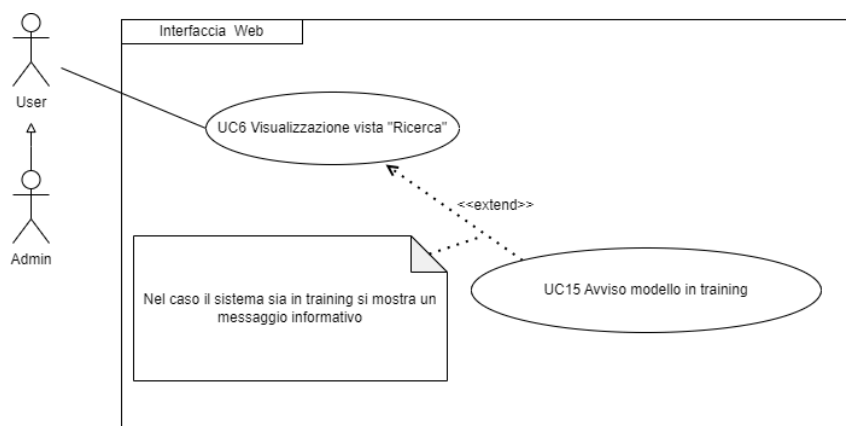 Interfaccia Web
User
UC6 Visualizzazione vista "Ricerca"
<<extend>>
Admin
Nel caso il sistema sia in training si mostra un
messaggio informativo
UC15 Avviso modello in training